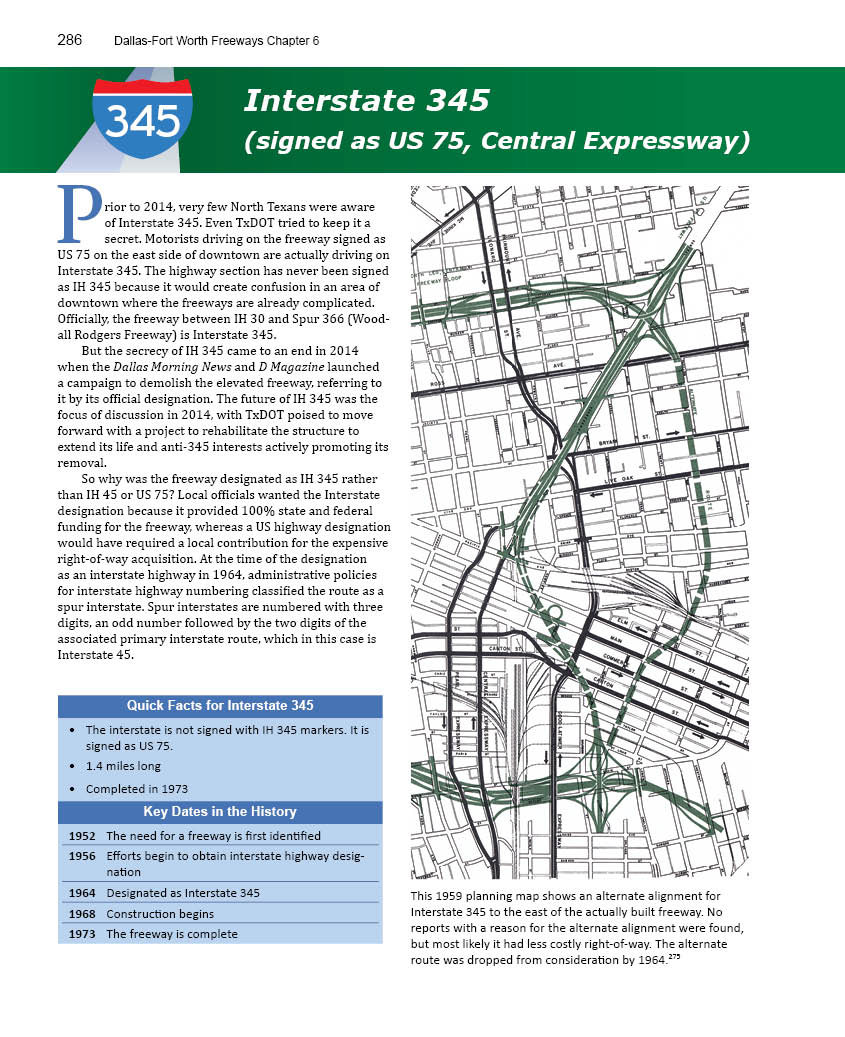 286 Dallas-Fort Worth Freeways Chapter 6
345
Interstate 345
(signed as US 75, Central Expressway)
Prior to 2014, very few North Texans were aware
of Interstate 345. Even TxDOT tried to keep it a
secret. Motorists driving on the freeway signed as
US 75 on the east side of downtown are actually driving on
Interstate 345. The highway section has never been signed
as IH 345 because it would create confusion in an area of
downtown where the freeways are already complicated.
Officially, the freeway between IH 30 and Spur 366 (Wood-
all Rodgers Freeway) is Interstate 345.
But the secrecy of IH 345 came to an end in 2014
when the Dallas Morning News and D Magazine launched
a campaign to demolish the elevated freeway, referring to
it by its official designation. The future of IH 345 was the
focus of discussion in 2014, with TxDOT poised to move
forward with a project to rehabilitate the structure to
extend its life and anti-345 interests actively promoting its
removal.
So why was the freeway designated as IH 345 rather
than IH 45 or US 75? Local officials wanted the Interstate
designation because it provided 100% state and federal
funding for the freeway, whereas a US highway designation
would have required a local contribution for the expensive
right-of-way acquisition. At the time of the designation
as an interstate highway in 1964, administrative policies
for interstate highway numbering classified the route as a
spur interstate. Spur interstates are numbered with three
digits, an odd number followed by the two digits of the
associated primary interstate route, which in this case is
Interstate 45.
Quick Facts for Interstate 345
• The interstate is not signed with IH 345 markers. It is
signed as US 75.
• 1.4 miles long
• Completed in 1973
Key Dates in the History
1952 The need for a freeway is first identified
1956 Efforts begin to obtain interstate highway desig-
nation
1964 Designated as Interstate 345
1968 Construction begins
1973 The freeway is complete
FREEWAY LOOP
ST.
AVE.
ROSS
AVE.
BRYAN ST.
LIVE OAK ST.
ELM
MAIN
COMMERCE
CANTON
ST.
ST.
ST.
ST.
CANTON ST.
PEARL
EXPRESSWAY
CENTRAL
EXPRESSWAY
GOOD LATIMER
EXPRESSWAY
This 1959 planning map shows an alternate alignment for
Interstate 345 to the east of the actually built freeway. No
reports with a reason for the alternate alignment were found,
but most likely it had less costly right-of-way. The alternate
route was dropped from consideration by 1964.275